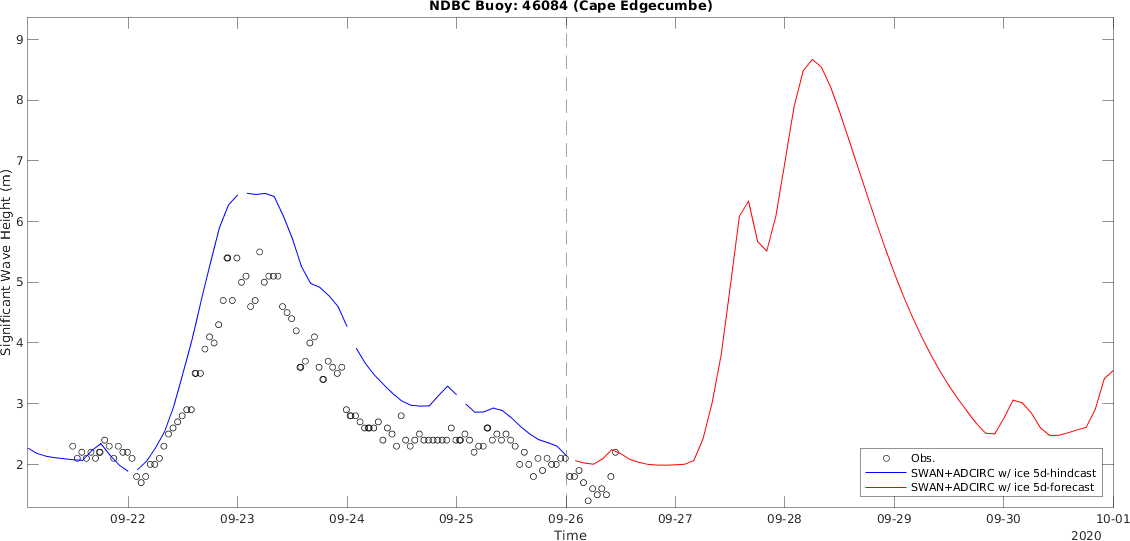 NDBC Buoy: 46084 (Cape Edgecumbe)
Significant Wave Height (m)
9
8
7
6
5
4
3
2
Obs.
SWAN+ADCIRC w/ ice 5d-hindcast
SWAN+ADCIRC w/ ice 5d-forecast
09-22 09-23 09-24 09-25 09-26 09-27 09-28 09-29 09-30 10-01
Time 2020